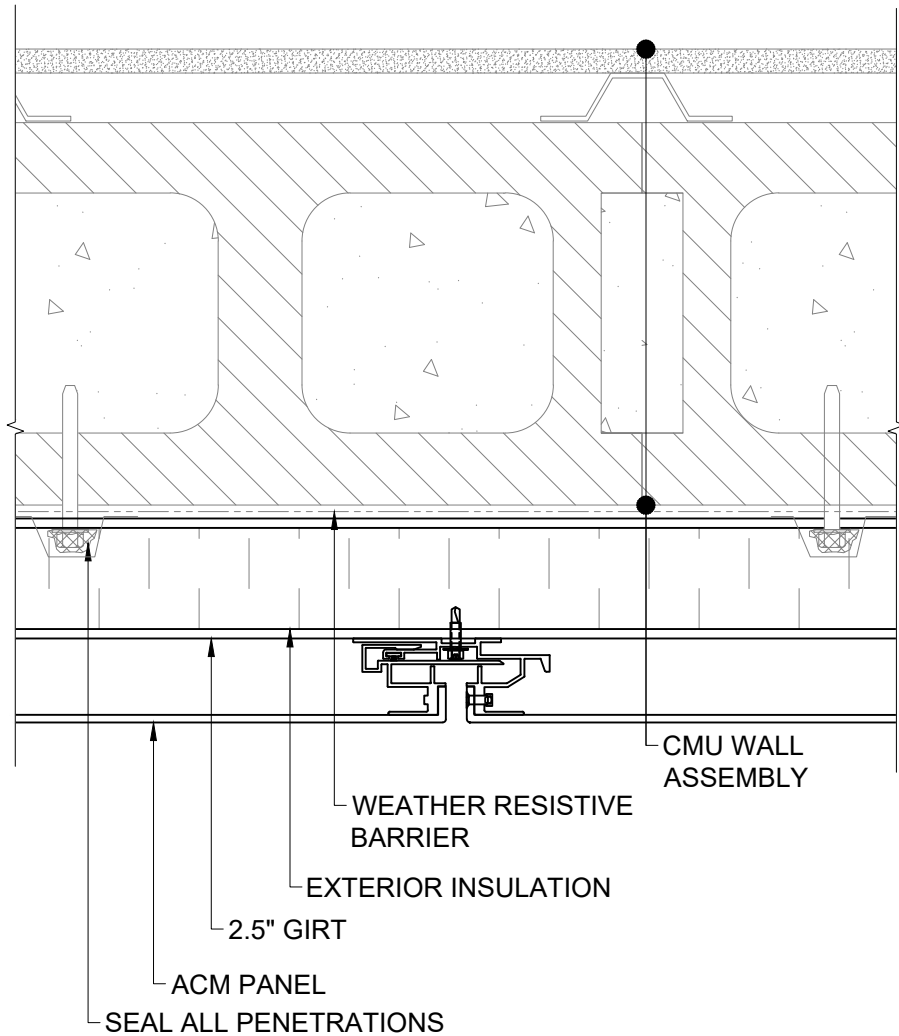 CMU WALL
ASSEMBLY
WEATHER RESISTIVE
BARRIER
EXTERIOR INSULATION
2.5" GIRT
ACM PANEL
SEAL ALL PENETRATIONS